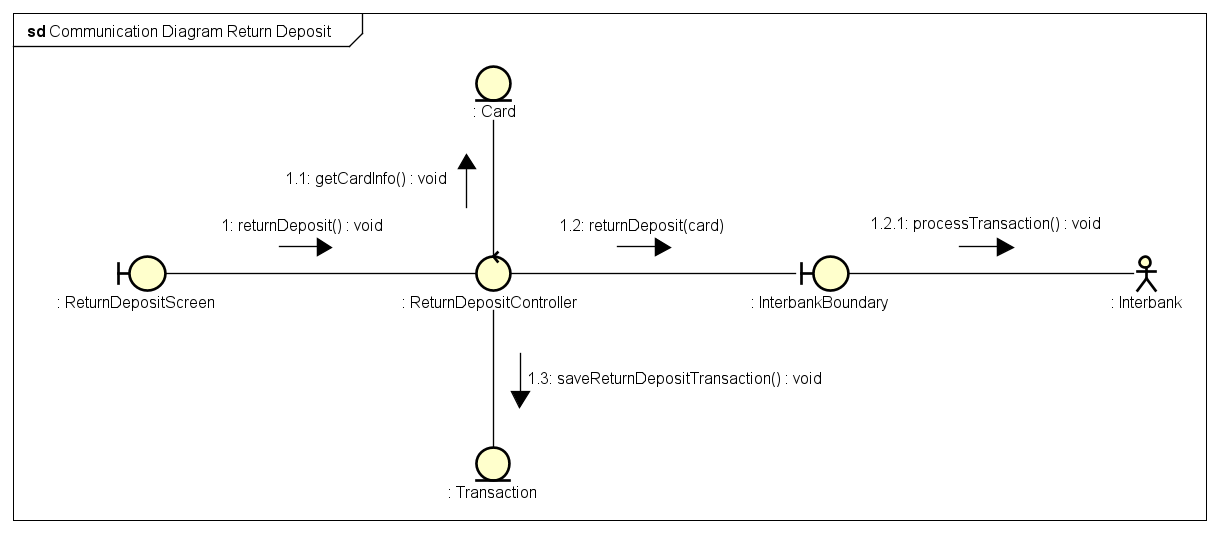 sd Communication Diagram Return Deposit
: Card
1.1: getCardInfo() : void
1: returnDeposit() : void
1.2: returnDeposit(card)
1.2.1: processTransaction() : void
: ReturnDepositScreen
: ReturnDepositController
: InterbankBoundary
: Interbank
1.3: saveReturnDepositTransaction() : void
: Transaction